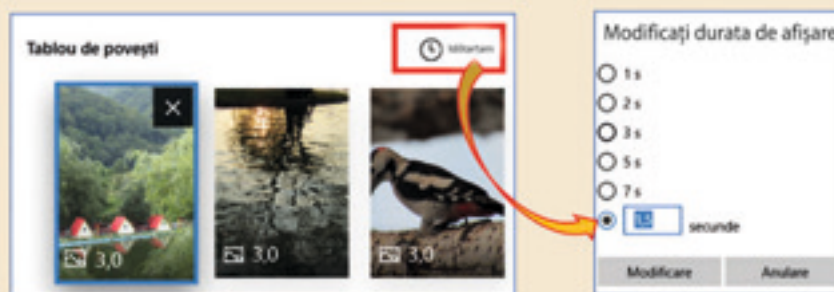 Tablou de povești
3,0
3,0
3,0
Modificați durata de afișare
1 s
2 s
3 s
5 s
7 s
secunde
Modificare
Anulare